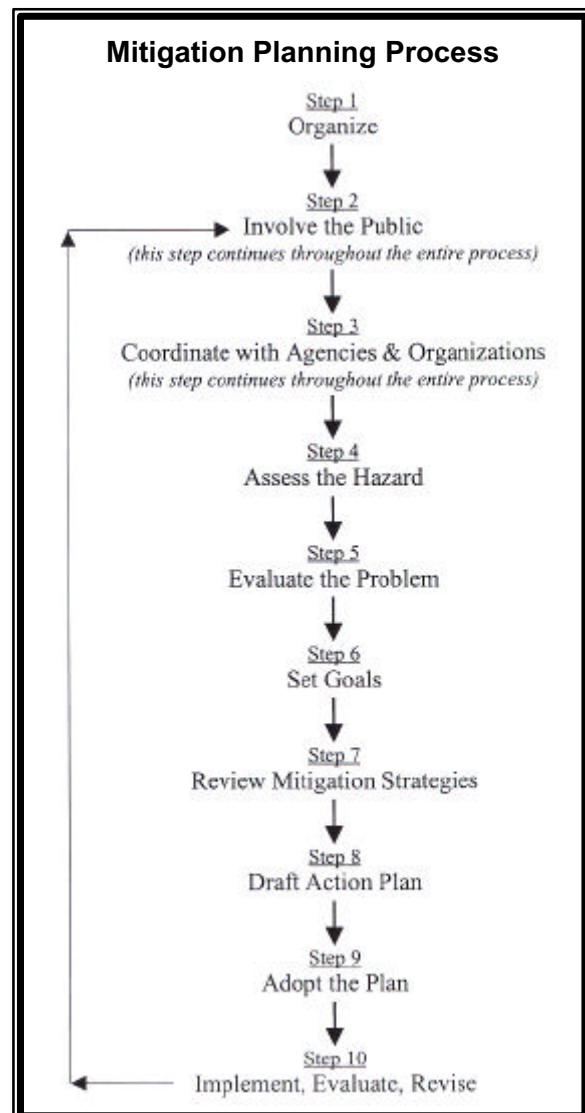 Mitigation Planning Process
Step 1
Organize
Step 2
Involve the Public
(this step continues throughout the entire process)
Step 3
Coordinate with Agencies & Organizations
(this step continues throughout the entire process)
Step 4
Assess the Hazard
Step 5
Evaluate the Problem
Step 6
Set Goals
Step 7
Review Mitigation Strategies
Step 8
Draft Action Plan
Step 9
Adopt the Plan
Step 10
Implement, Evaluate, Revise